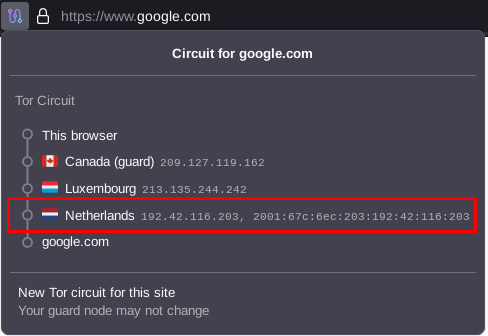 https://www.google.com
Circuit for google.com
Tor Circuit
This browser
Canada (guard) 209.127.119.162
Luxembourg 213.135.244.242
Netherlands 192.42.116.203, 2001:67c:6ec:203:192:42:116:203
google.com
New Tor circuit for this site
Your guard node may not change